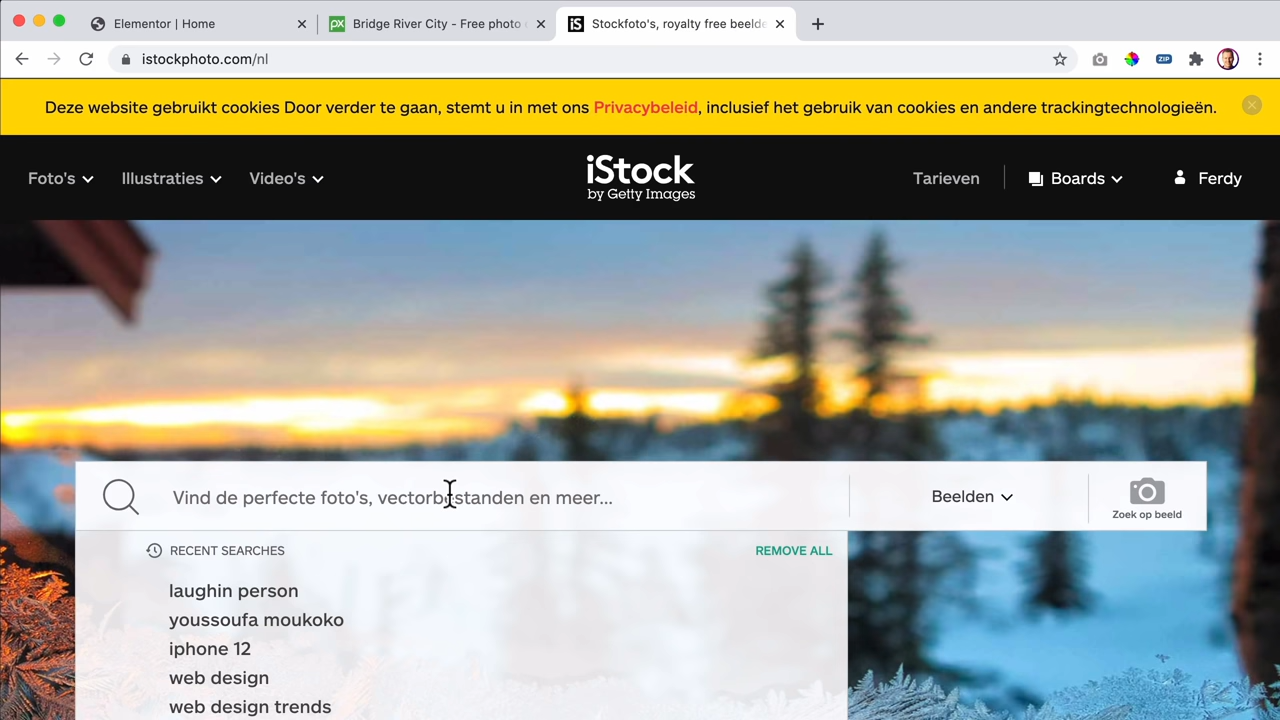 Elementor | Home
Bridge River City - Free photo
Stockfoto's, royalty free beelde
istockphoto.com/nl
ZIP
Deze website gebruikt cookies Door verder te gaan, stemt u in met ons Privacybeleid, inclusief het gebruik van cookies en andere trackingtechnologieën.
Foto's
Illustraties
Video's
iStock
by Getty Images
Tarieven
Boards
Ferdy
Vind de perfecte foto's, vectorbestanden en meer...
Beelden
Zoek op beeld
RECENT SEARCHES
REMOVE ALL
laughin person
youssoufa moukoko
iphone 12
web design
web design trends